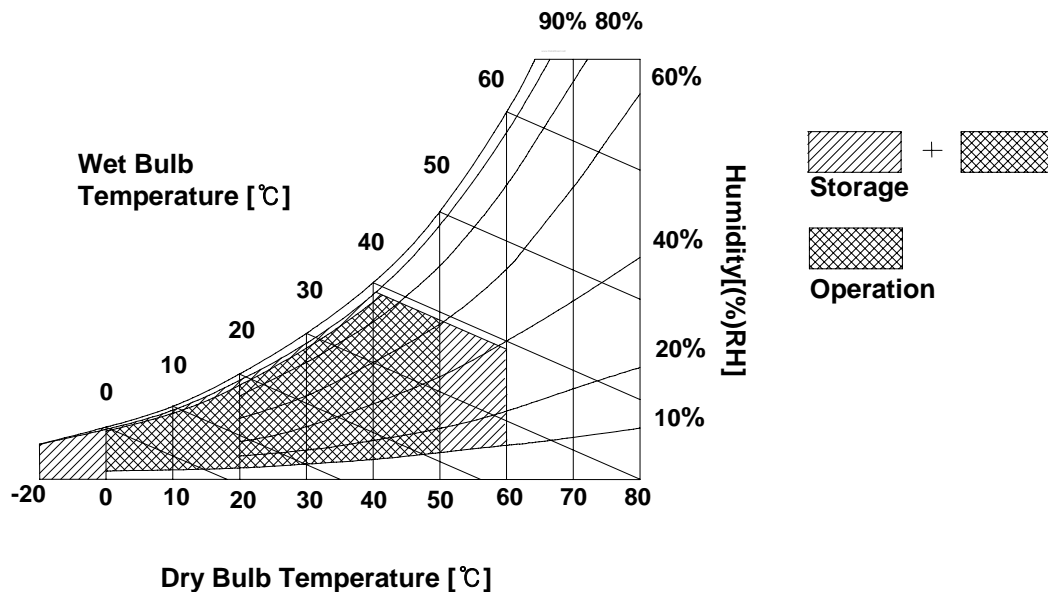 90% 80%
60
60%
Wet Bulb
Temperature [℃]
50
40
30
20
10
0
Humidity[(%)RH]
40%
20%
10%
+
Storage
Operation
-20 0 10 20 30 40 50 60 70 80
Dry Bulb Temperature [℃]